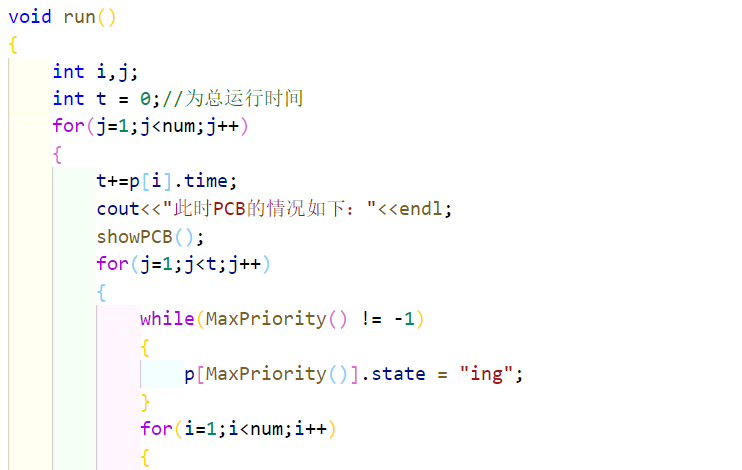 void run()
{
int i,j;
int t = 0;//为总运行时间
for(j=1;j<num;j++)
{
t+=p[i].time;
cout<<"此时PCB的情况如下："<<endl;
showPCB();
for(j=1;j<t;j++)
{
while(MaxPriority() != -1)
{
p[MaxPriority()].state = "ing";
}
for(i=1;i<num;i++)
{